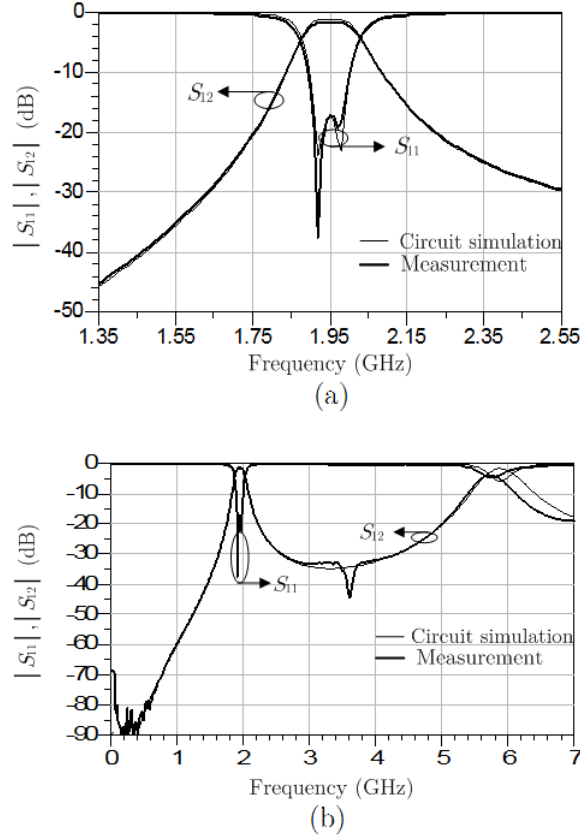 0
-10
-20
-30
-40
-50
|S11|, |S12| (dB)
S12
S11
Circuit simulation
Measurement
1.35 1.55 1.75 1.95 2.15 2.35 2.55
Frequency (GHz)
(a)
0
-10
-20
-30
-40
-50
-60
-70
-80
-90
|S11|, |S12| (dB)
S12
S11
Circuit simulation
Measurement
0 1 2 3 4 5 6 7
Frequency (GHz)
(b)